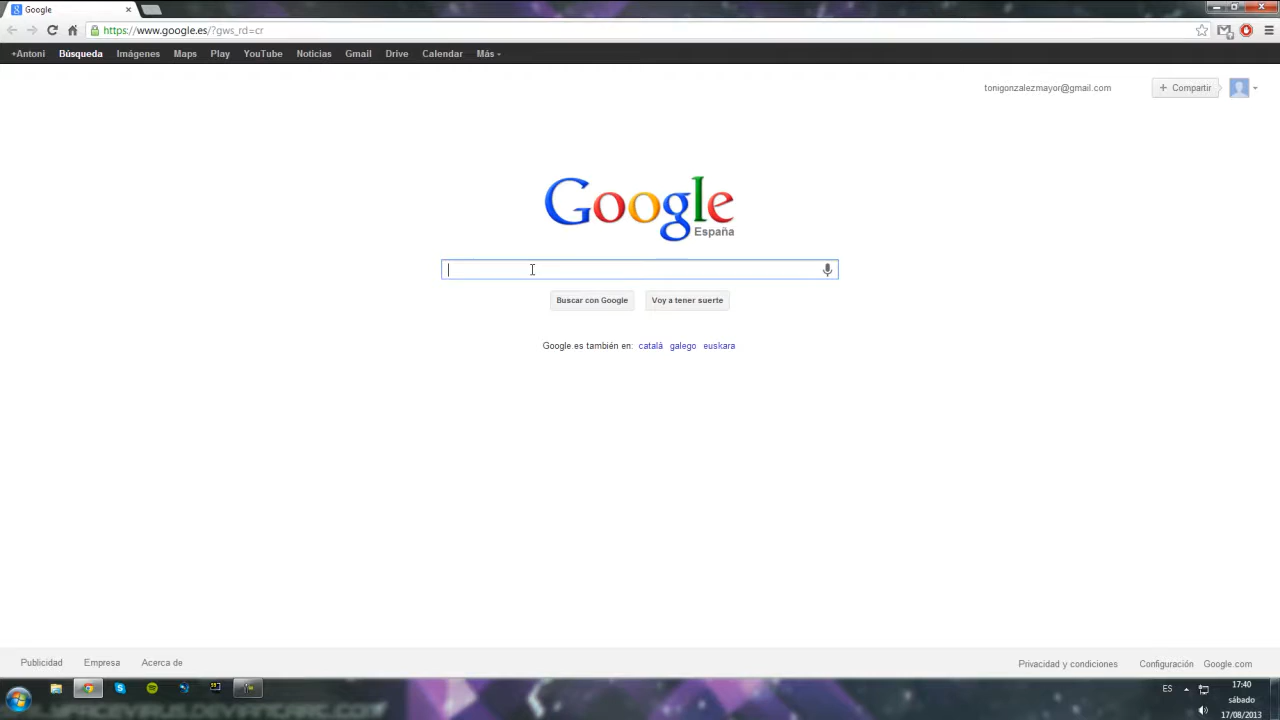 Google
https://www.google.es/?gws_rd=cr
+Antoni Búsqueda Imágenes Maps Play YouTube Noticias Gmail Drive Calendar Más
tonigonzalezmayor@gmail.com + Compartir
Google
España
Buscar con Google Voy a tener suerte
Google.es también en: català galego euskara
Publicidad Empresa Acerca de Privacidad y condiciones Configuración Google.com
ES 17:40
sábado
17/08/2013